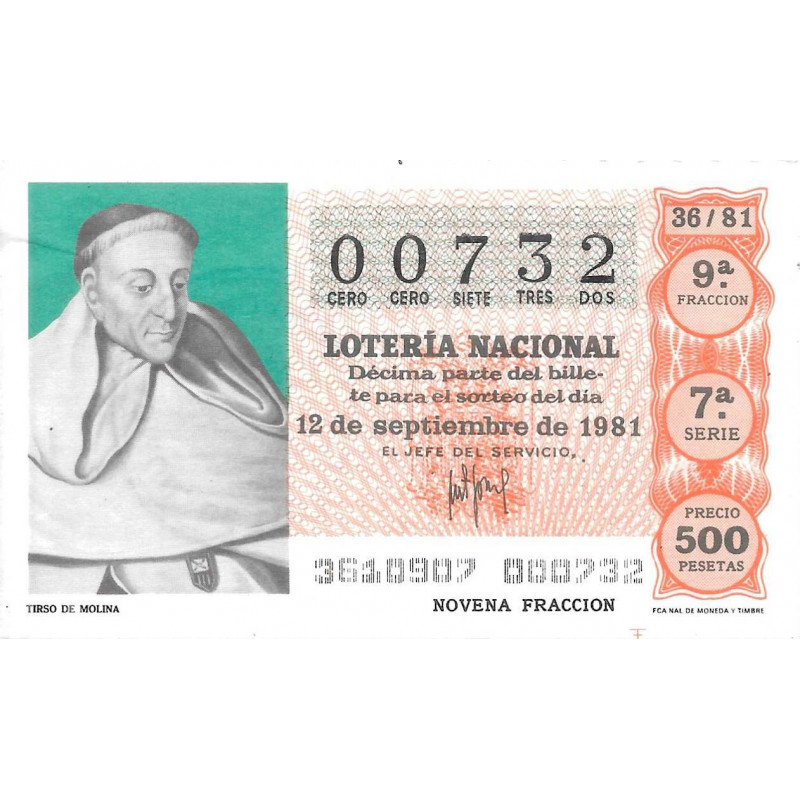 TIRSO DE MOLINA
00732
CERO CERO SIETE TRES DOS
LOTERÍA NACIONAL
Décima parte del bille-
te para el sorteo del día
12 de septiembre de 1981
EL JEFE DEL SERVICIO,
3610907 000732
NOVENA FRACCION
36/81
9.ª
FRACCION
7.ª
SERIE
PRECIO
500
PESETAS
FCA NAL DE MONEDA Y TIMBRE